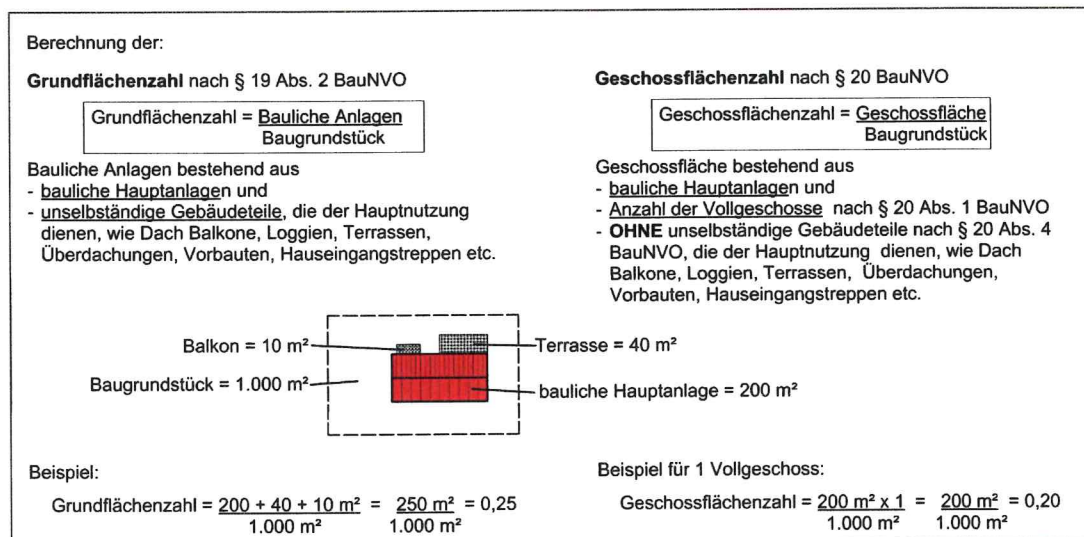 Berechnung der:
Grundflächenzahl nach § 19 Abs. 2 BauNVO
Grundflächenzahl = Bauliche Anlagen
Baugrundstück
Bauliche Anlagen bestehend aus
- bauliche Hauptanlagen und
- unselbständige Gebäudeteile, die der Hauptnutzung
dienen, wie Dach Balkone, Loggien, Terrassen,
Überdachungen, Vorbauten, Hauseingangstreppen etc.
Geschossflächenzahl nach § 20 BauNVO
Geschossflächenzahl = Geschossfläche
Baugrundstück
Geschossfläche bestehend aus
- bauliche Hauptanlagen und
- Anzahl der Vollgeschosse nach § 20 Abs. 1 BauNVO
- OHNE unselbständige Gebäudeteile nach § 20 Abs. 4
BauNVO, die der Hauptnutzung dienen, wie Dach
Balkone, Loggien, Terrassen, Überdachungen,
Vorbauten, Hauseingangstreppen etc.
Balkon = 10 m²
Terrasse = 40 m²
Baugrundstück = 1.000 m²
bauliche Hauptanlage = 200 m²
Beispiel:
Grundflächenzahl = 200 + 40 + 10 m² = 250 m² = 0,25
1.000 m² 1.000 m²
Beispiel für 1 Vollgeschoss:
Geschossflächenzahl = 200 m² x 1 = 200 m² = 0,20
1.000 m² 1.000 m²